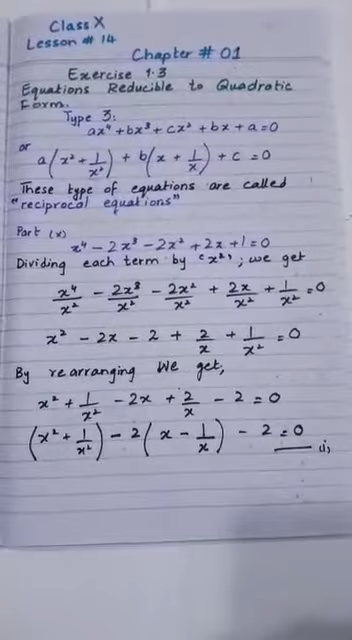 Class X
Lesson # 14
Chapter # 01
Exercise 1.3
Equations Reducible to Quadratic
Form.
Type 3:
ax⁴ + bx³ + cx² + bx + a = 0
or
a(x² + 1/x²) + b(x + 1/x) + c = 0
These type of equations are called
"reciprocal equations"
Part (x)
x⁴ - 2x³ - 2x² + 2x + 1 = 0
Dividing each term by "x²", we get
x⁴/x² - 2x³/x² - 2x²/x² + 2x/x² + 1/x² = 0
x² - 2x - 2 + 2/x + 1/x² = 0
By rearranging We get,
x² + 1/x² - 2x + 2/x - 2 = 0
(x² + 1/x²) - 2(x - 1/x) - 2 = 0
—— (i)